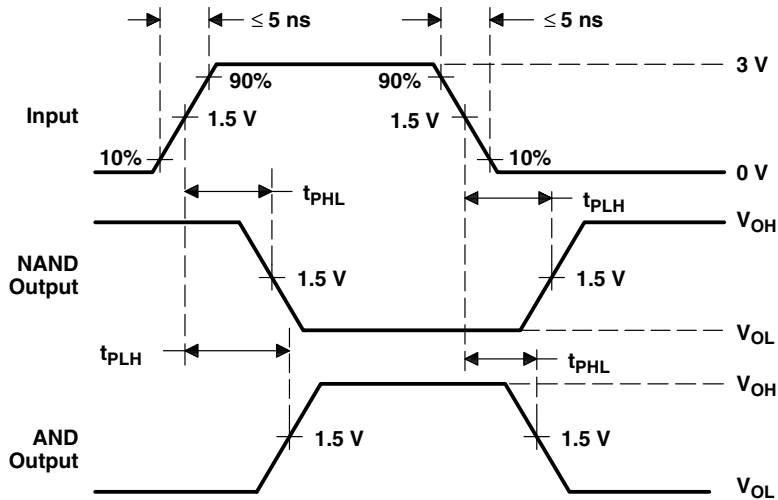 ≤ 5 ns ≤ 5 ns
3 V
90% 90%
Input 1.5 V 1.5 V
10% 10%
0 V
tPHL tPLH
VOH
NAND
Output
1.5 V 1.5 V
VOL
tPLH tPHL
VOH
AND
Output
1.5 V 1.5 V
VOL